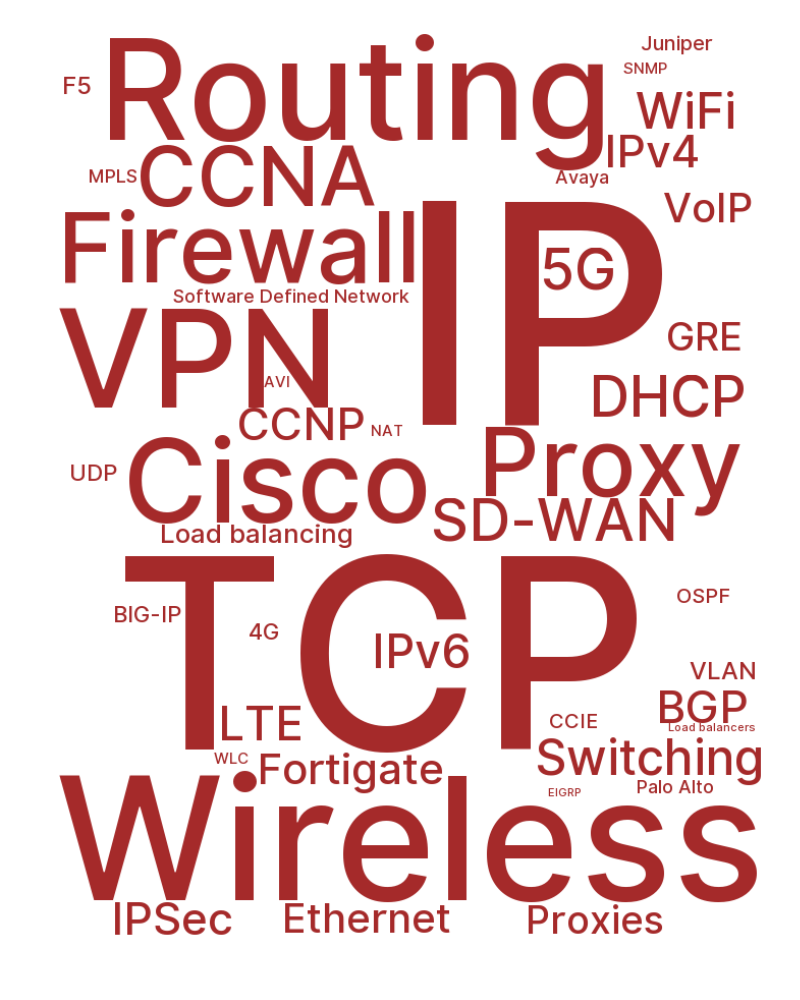 Routing
Juniper
SNMP
F5
WiFi
IPv4
CCNA
MPLS
Avaya
VoIP
Firewall
IP
5G
Software Defined Network
VPN
GRE
AVI
DHCP
CCNP
NAT
Proxy
Cisco
UDP
SD-WAN
Load balancing
TCP
OSPF
BIG-IP
4G
IPv6
VLAN
BGP
LTE
CCIE
Load balancers
Switching
WLC
Fortigate
Palo Alto
EIGRP
Wireless
IPSec
Ethernet
Proxies